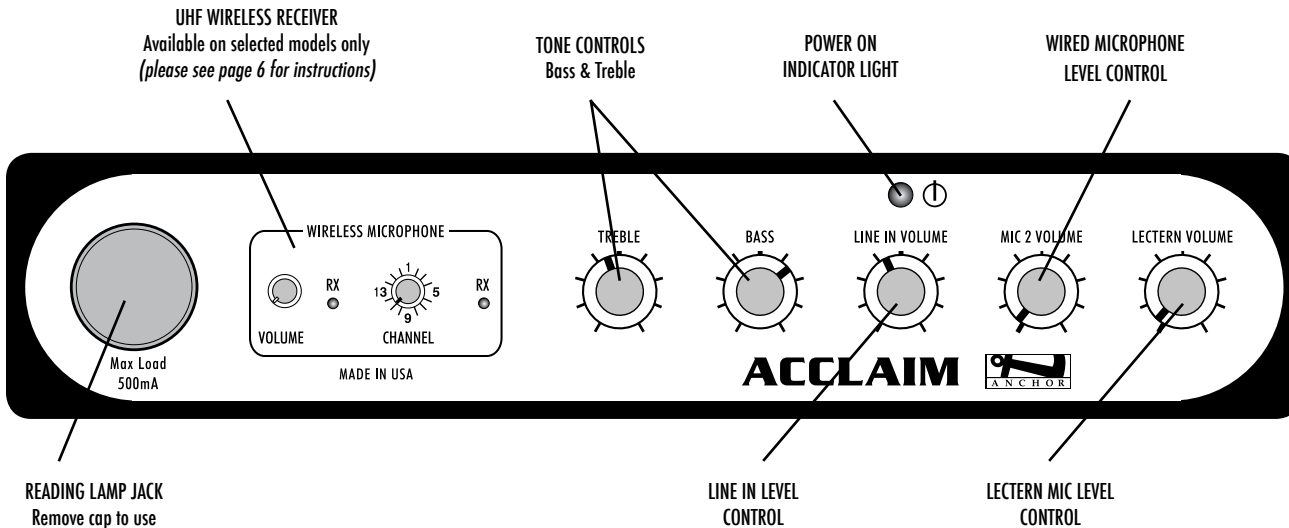 UHF WIRELESS RECEIVER
Available on selected models only
(please see page 6 for instructions)
TONE CONTROLS
Bass & Treble
POWER ON
INDICATOR LIGHT
WIRED MICROPHONE
LEVEL CONTROL
WIRELESS MICROPHONE
TREBLE
BASS
LINE IN VOLUME
MIC 2 VOLUME
LECTERN VOLUME
RX
1
13
5
9
RX
VOLUME
CHANNEL
Max Load
500mA
MADE IN USA
ACCLAIM
ANCHOR
READING LAMP JACK
Remove cap to use
LINE IN LEVEL
CONTROL
LECTERN MIC LEVEL
CONTROL